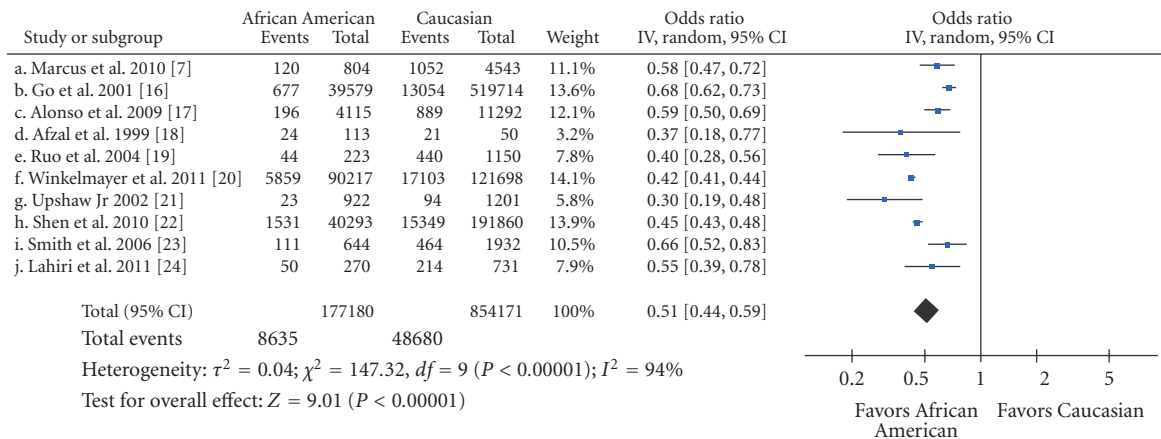 African American Caucasian Odds ratio Odds ratio
Study or subgroup Events Total Events Total Weight IV, random, 95% CI IV, random, 95% CI
a. Marcus et al. 2010 [7] 120 804 1052 4543 11.1% 0.58 [0.47, 0.72]
b. Go et al. 2001 [16] 677 39579 13054 519714 13.6% 0.68 [0.62, 0.73]
c. Alonso et al. 2009 [17] 196 4115 889 11292 12.1% 0.59 [0.50, 0.69]
d. Afzal et al. 1999 [18] 24 113 21 50 3.2% 0.37 [0.18, 0.77]
e. Ruo et al. 2004 [19] 44 223 440 1150 7.8% 0.40 [0.28, 0.56]
f. Winkelmayer et al. 2011 [20] 5859 90217 17103 121698 14.1% 0.42 [0.41, 0.44]
g. Upshaw Jr 2002 [21] 23 922 94 1201 5.8% 0.30 [0.19, 0.48]
h. Shen et al. 2010 [22] 1531 40293 15349 191860 13.9% 0.45 [0.43, 0.48]
i. Smith et al. 2006 [23] 111 644 464 1932 10.5% 0.66 [0.52, 0.83]
j. Lahiri et al. 2011 [24] 50 270 214 731 7.9% 0.55 [0.39, 0.78]
Total (95% CI) 177180 854171 100% 0.51 [0.44, 0.59]
Total events 8635 48680
Heterogeneity: τ² = 0.04; χ² = 147.32, df = 9 (P < 0.00001); I² = 94%
Test for overall effect: Z = 9.01 (P < 0.00001)
0.2 0.5 1 2 5
Favors African Favors Caucasian
American